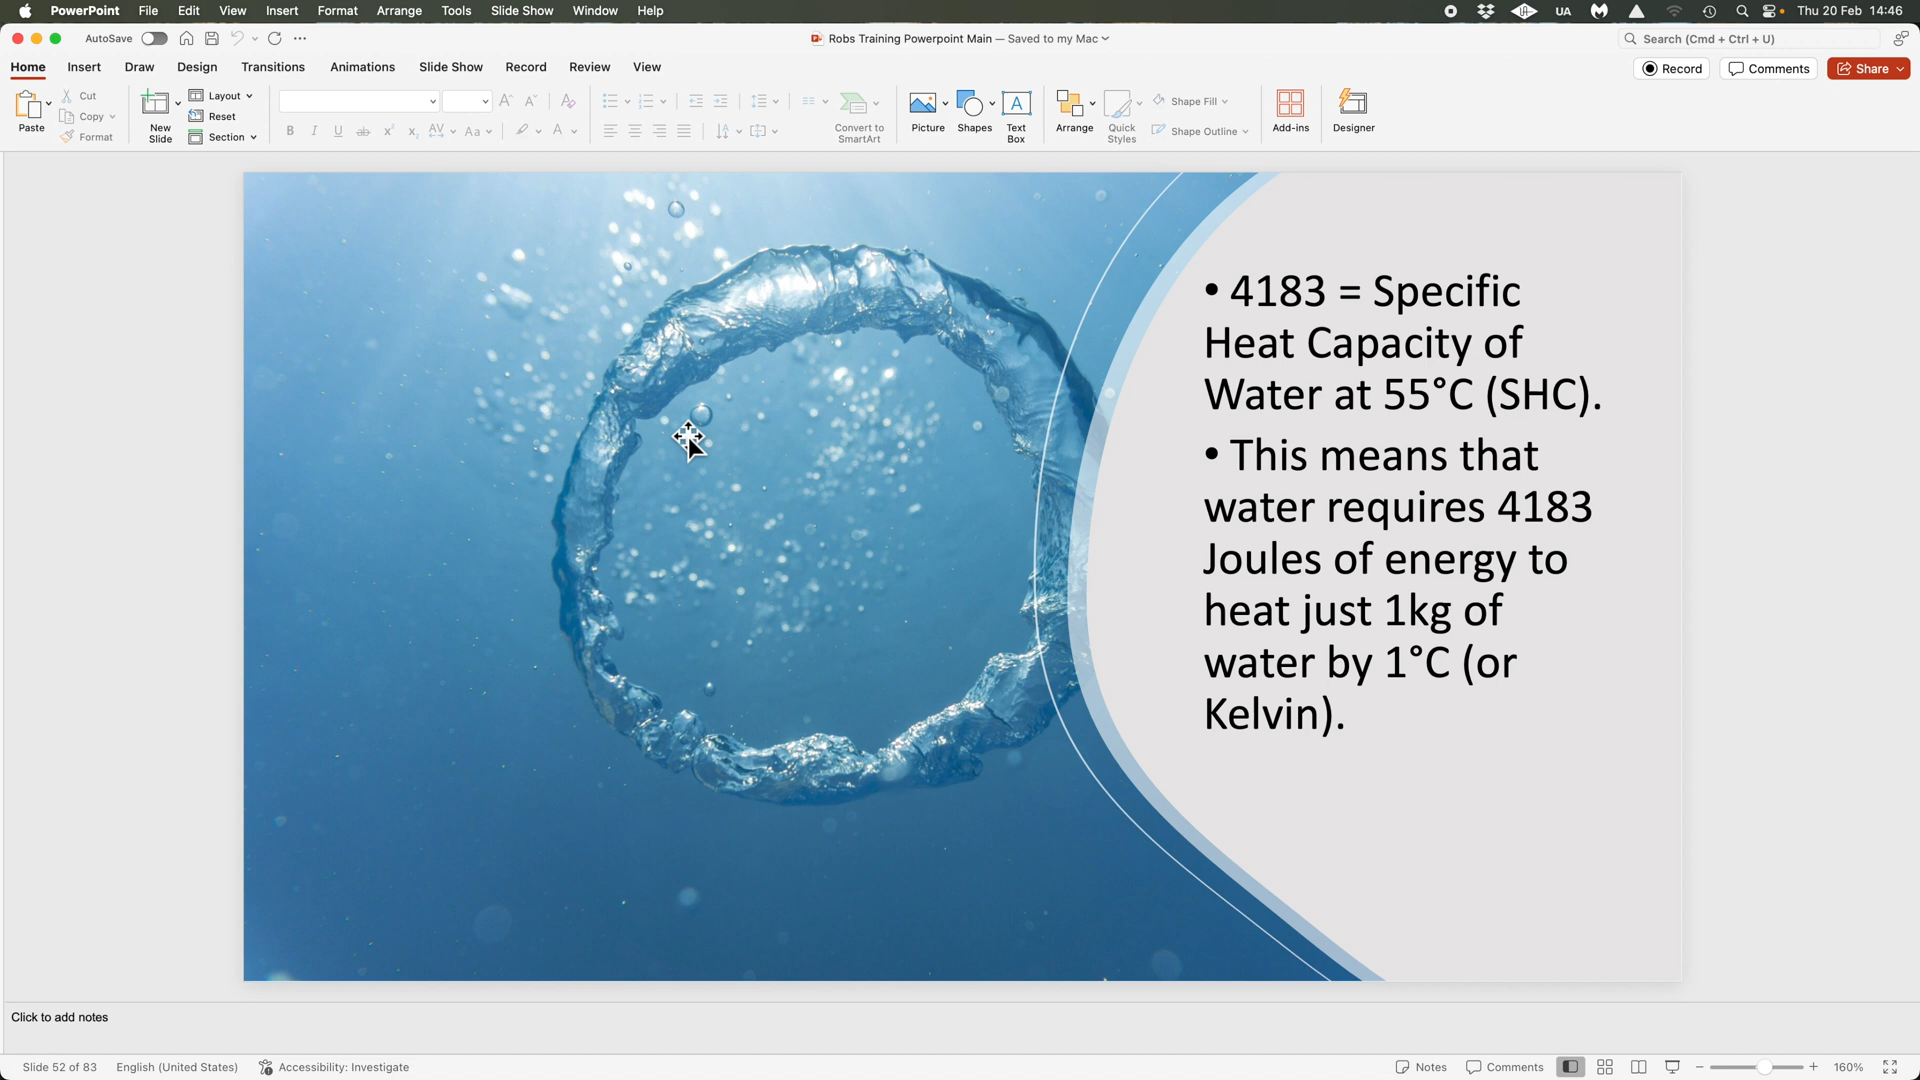 PowerPoint File Edit View Insert Format Arrange Tools Slide Show Window Help UA Thu 20 Feb 14:46
AutoSave Robs Training Powerpoint Main — Saved to my Mac Search (Cmd + Ctrl + U)
Home Insert Draw Design Transitions Animations Slide Show Record Review View Record Comments Share
Paste Cut Copy Format
New Slide Layout Reset Section
Convert to SmartArt
Picture Shapes Text Box
Arrange Quick Styles Shape Fill Shape Outline
Add-ins Designer
• 4183 = Specific
Heat Capacity of
Water at 55°C (SHC).
• This means that
water requires 4183
Joules of energy to
heat just 1kg of
water by 1°C (or
Kelvin).
Click to add notes
Slide 52 of 83 English (United States) Accessibility: Investigate Notes Comments 160%